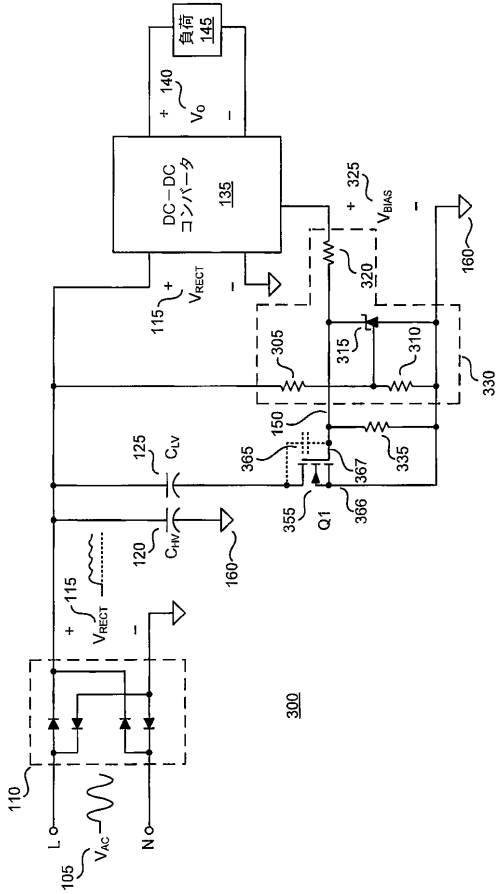 110
105
VAC
L
N
115
VRECT
+
−
300
120
CHV
125
CLV
160
365
355
Q1
366
367
150
335
305
315
310
330
320
+
325
VBIAS
−
160
115
+
VRECT
−
DC−DC
コンバータ
135
+
140
VO
−
負荷
145